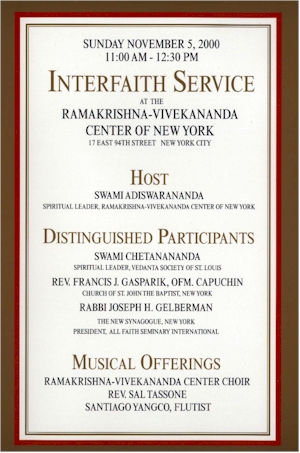 SUNDAY NOVEMBER 5, 2000
11:00 AM - 12:30 PM
INTERFAITH SERVICE
AT THE
RAMAKRISHNA-VIVEKANANDA
CENTER OF NEW YORK
17 EAST 94TH STREET NEW YORK CITY
HOST
SWAMI ADISWARANANDA
SPIRITUAL LEADER, RAMAKRISHNA-VIVEKANANDA CENTER OF NEW YORK
DISTINGUISHED PARTICIPANTS
SWAMI CHETANANANDA
SPIRITUAL LEADER, VEDANTA SOCIETY OF ST. LOUIS
REV. FRANCIS J. GASPARIK, OFM. CAPUCHIN
CHURCH OF ST. JOHN THE BAPTIST, NEW YORK
RABBI JOSEPH H. GELBERMAN
THE NEW SYNAGOGUE, NEW YORK
PRESIDENT, ALL FAITH SEMINARY INTERNATIONAL
MUSICAL OFFERINGS
RAMAKRISHNA-VIVEKANANDA CENTER CHOIR
REV. SAL TASSONE
SANTIAGO YANGCO, FLUTIST